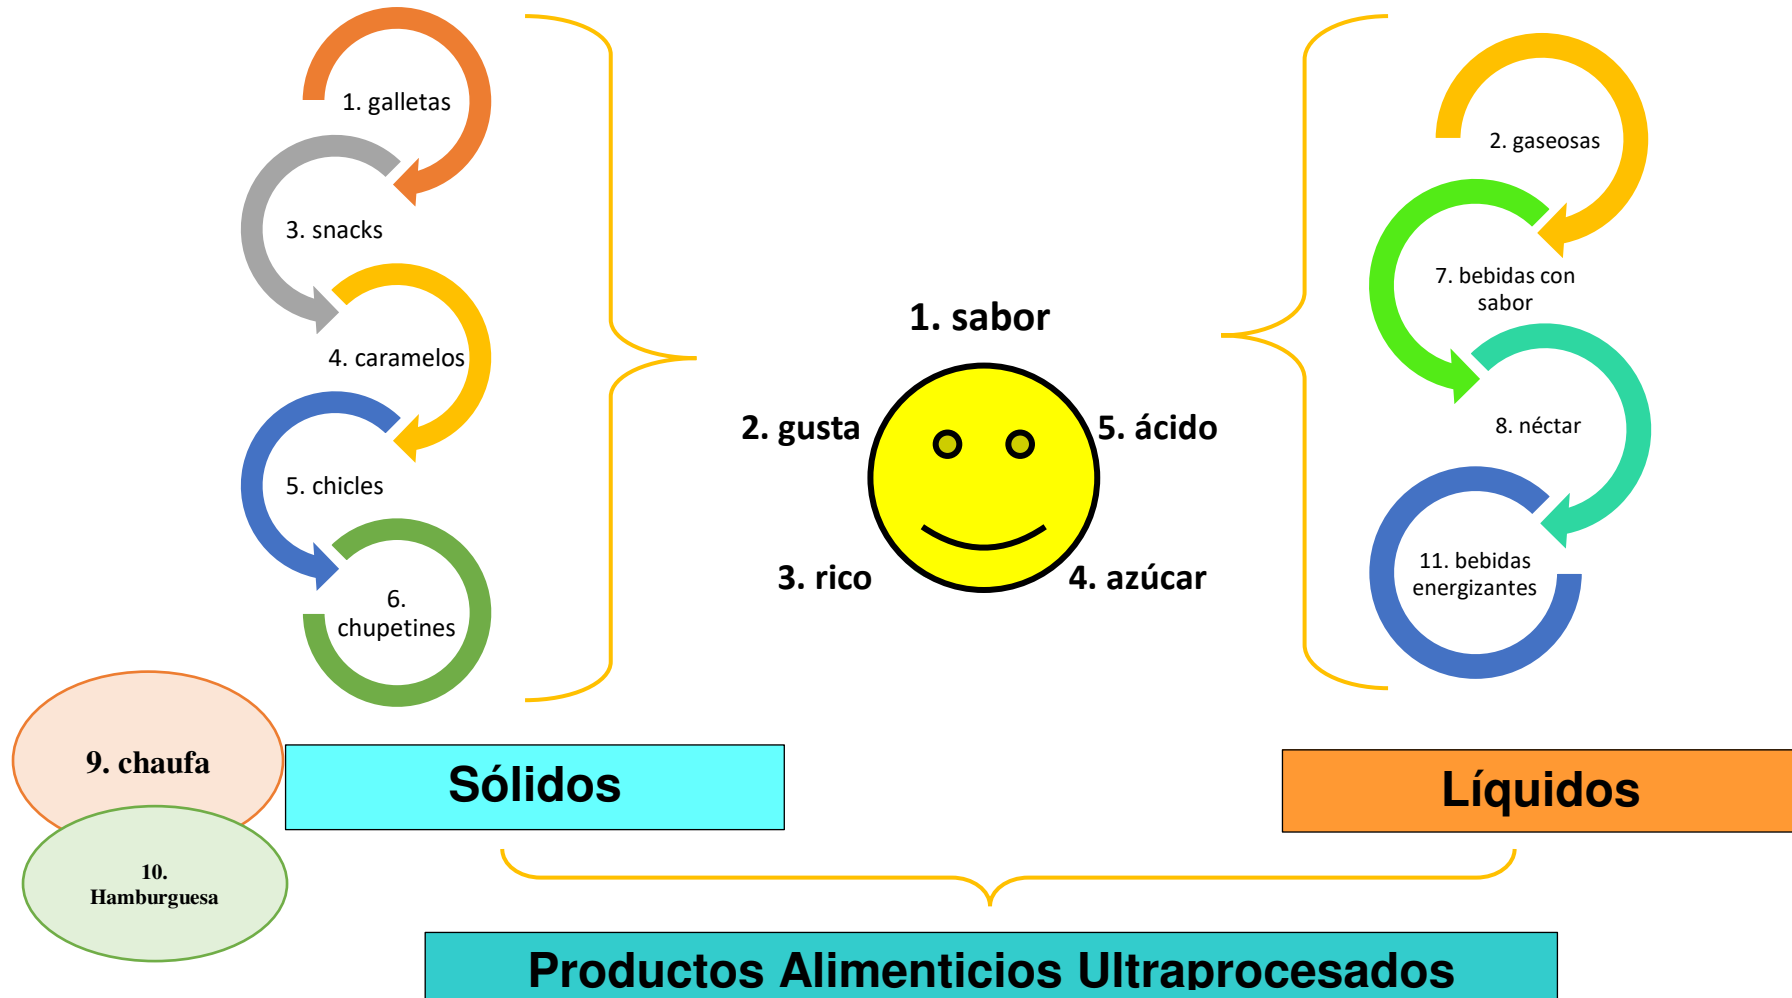 1. galletas
3. snacks
4. caramelos
5. chicles
6.
chupetines
1. sabor
2. gusta
5. ácido
3. rico
4. azúcar
2. gaseosas
7. bebidas con
sabor
8. néctar
11. bebidas
energizantes
9. chaufa
10.
Hamburguesa
Sólidos
Líquidos
Productos Alimenticios Ultraprocesados